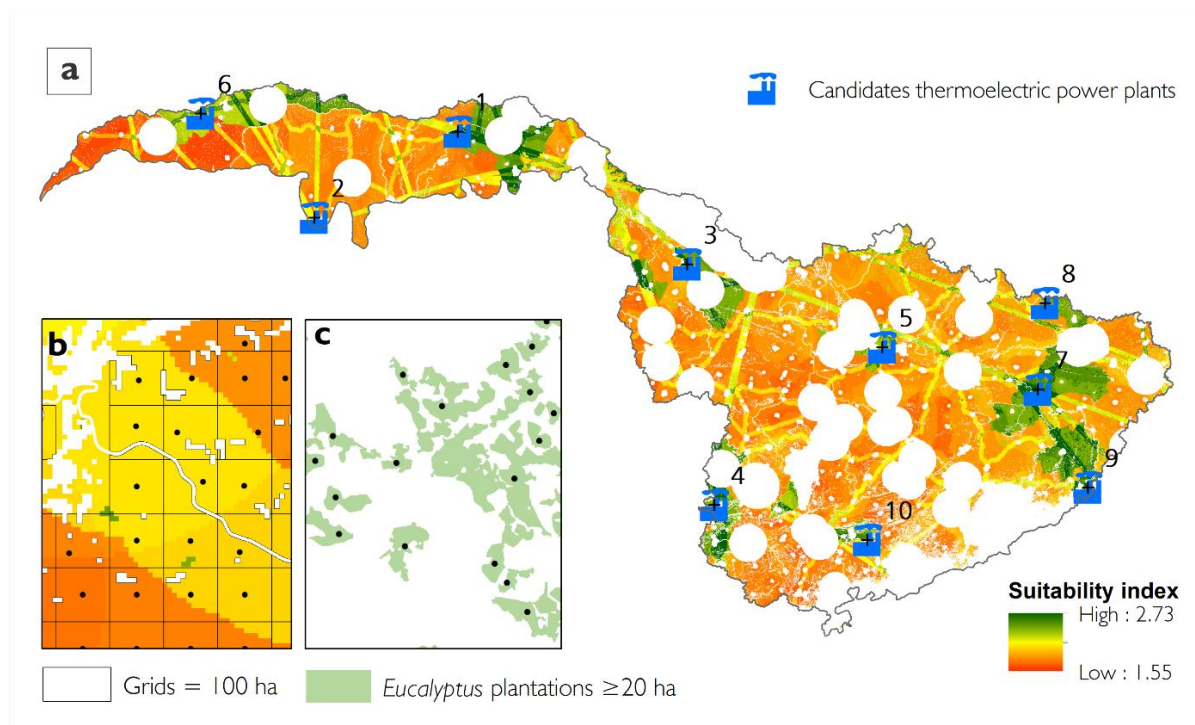 a
Candidates thermoelectric power plants
6
1
2
3
8
5
7
4
9
10
b
c
Suitability index
High : 2.73
Low : 1.55
Grids = 100 ha
Eucalyptus plantations ≥20 ha